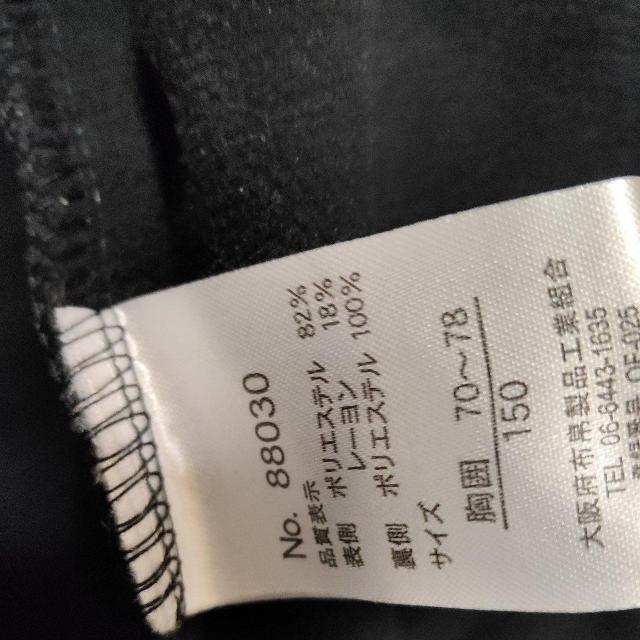 No. 88030
品質表示
表側 ポリエステル 82%
レーヨン 18%
裏側 ポリエステル 100%
サイズ
胸囲 70～78
150
大阪府布帛製品工業組合
TEL 06-6443-1635